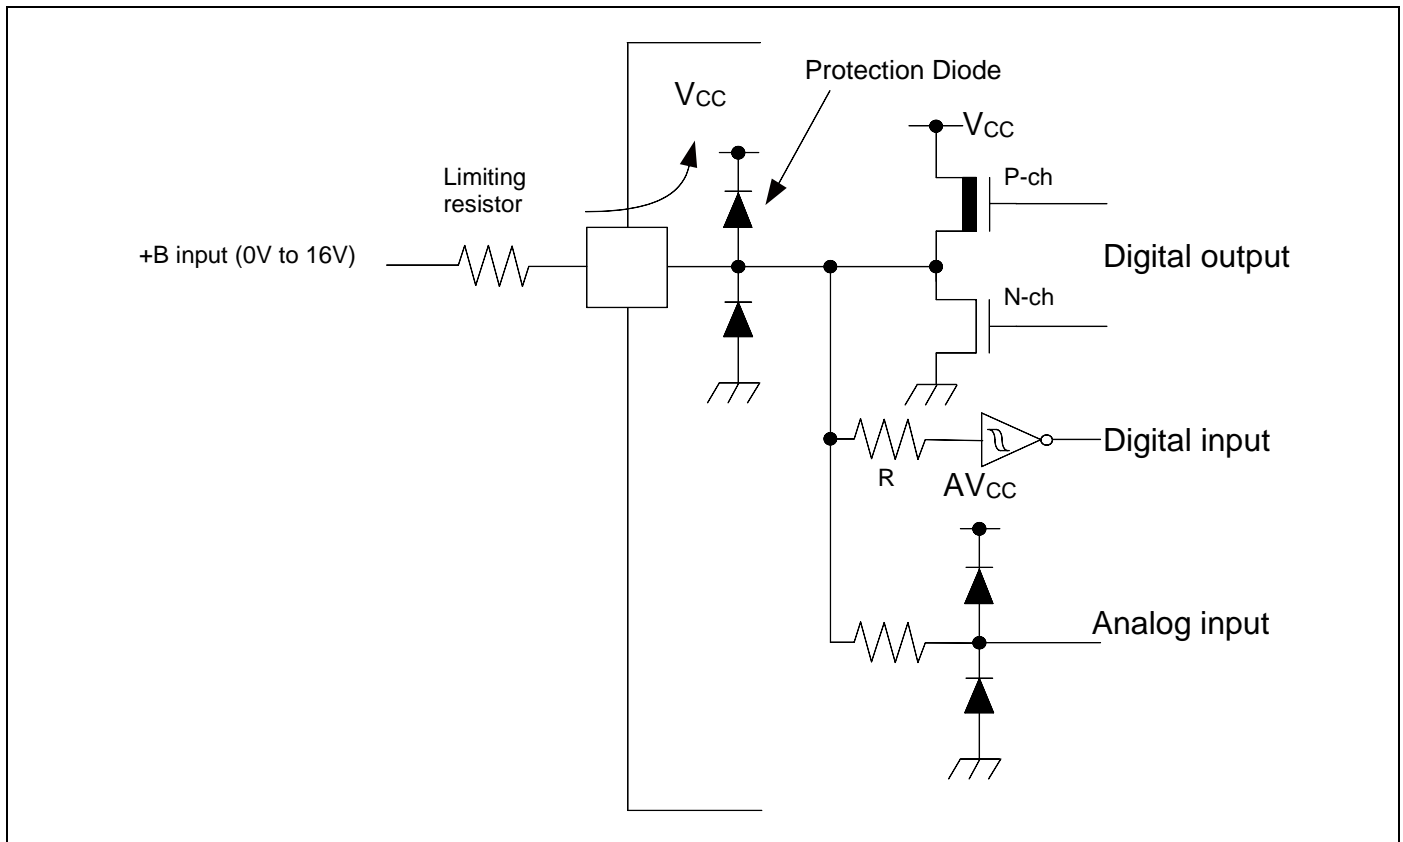 Protection Diode
VCC
VCC
Limiting
resistor
P-ch
+B input (0V to 16V)
Digital output
N-ch
Digital input
R
AVCC
Analog input